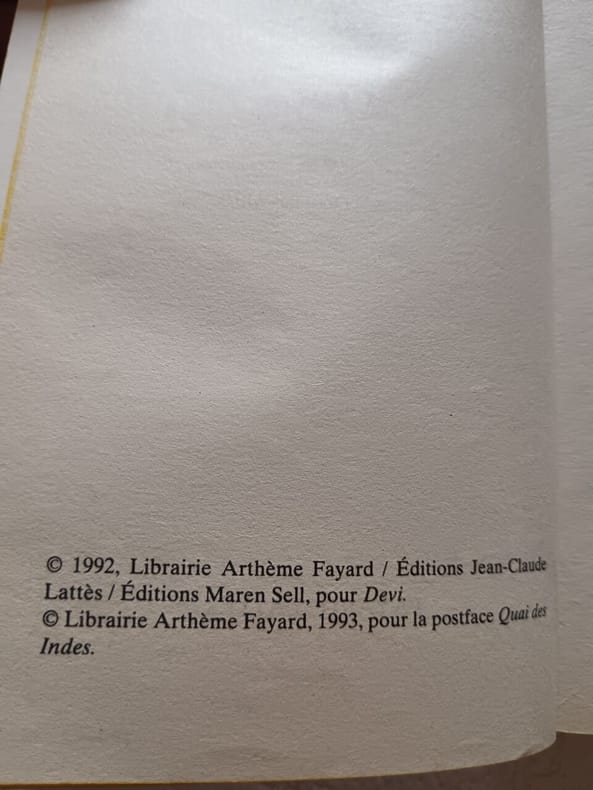 © 1992, Librairie Arthème Fayard / Éditions Jean-Claude
Lattès / Éditions Maren Sell, pour Devi.
© Librairie Arthème Fayard, 1993, pour la postface Quai des
Indes.